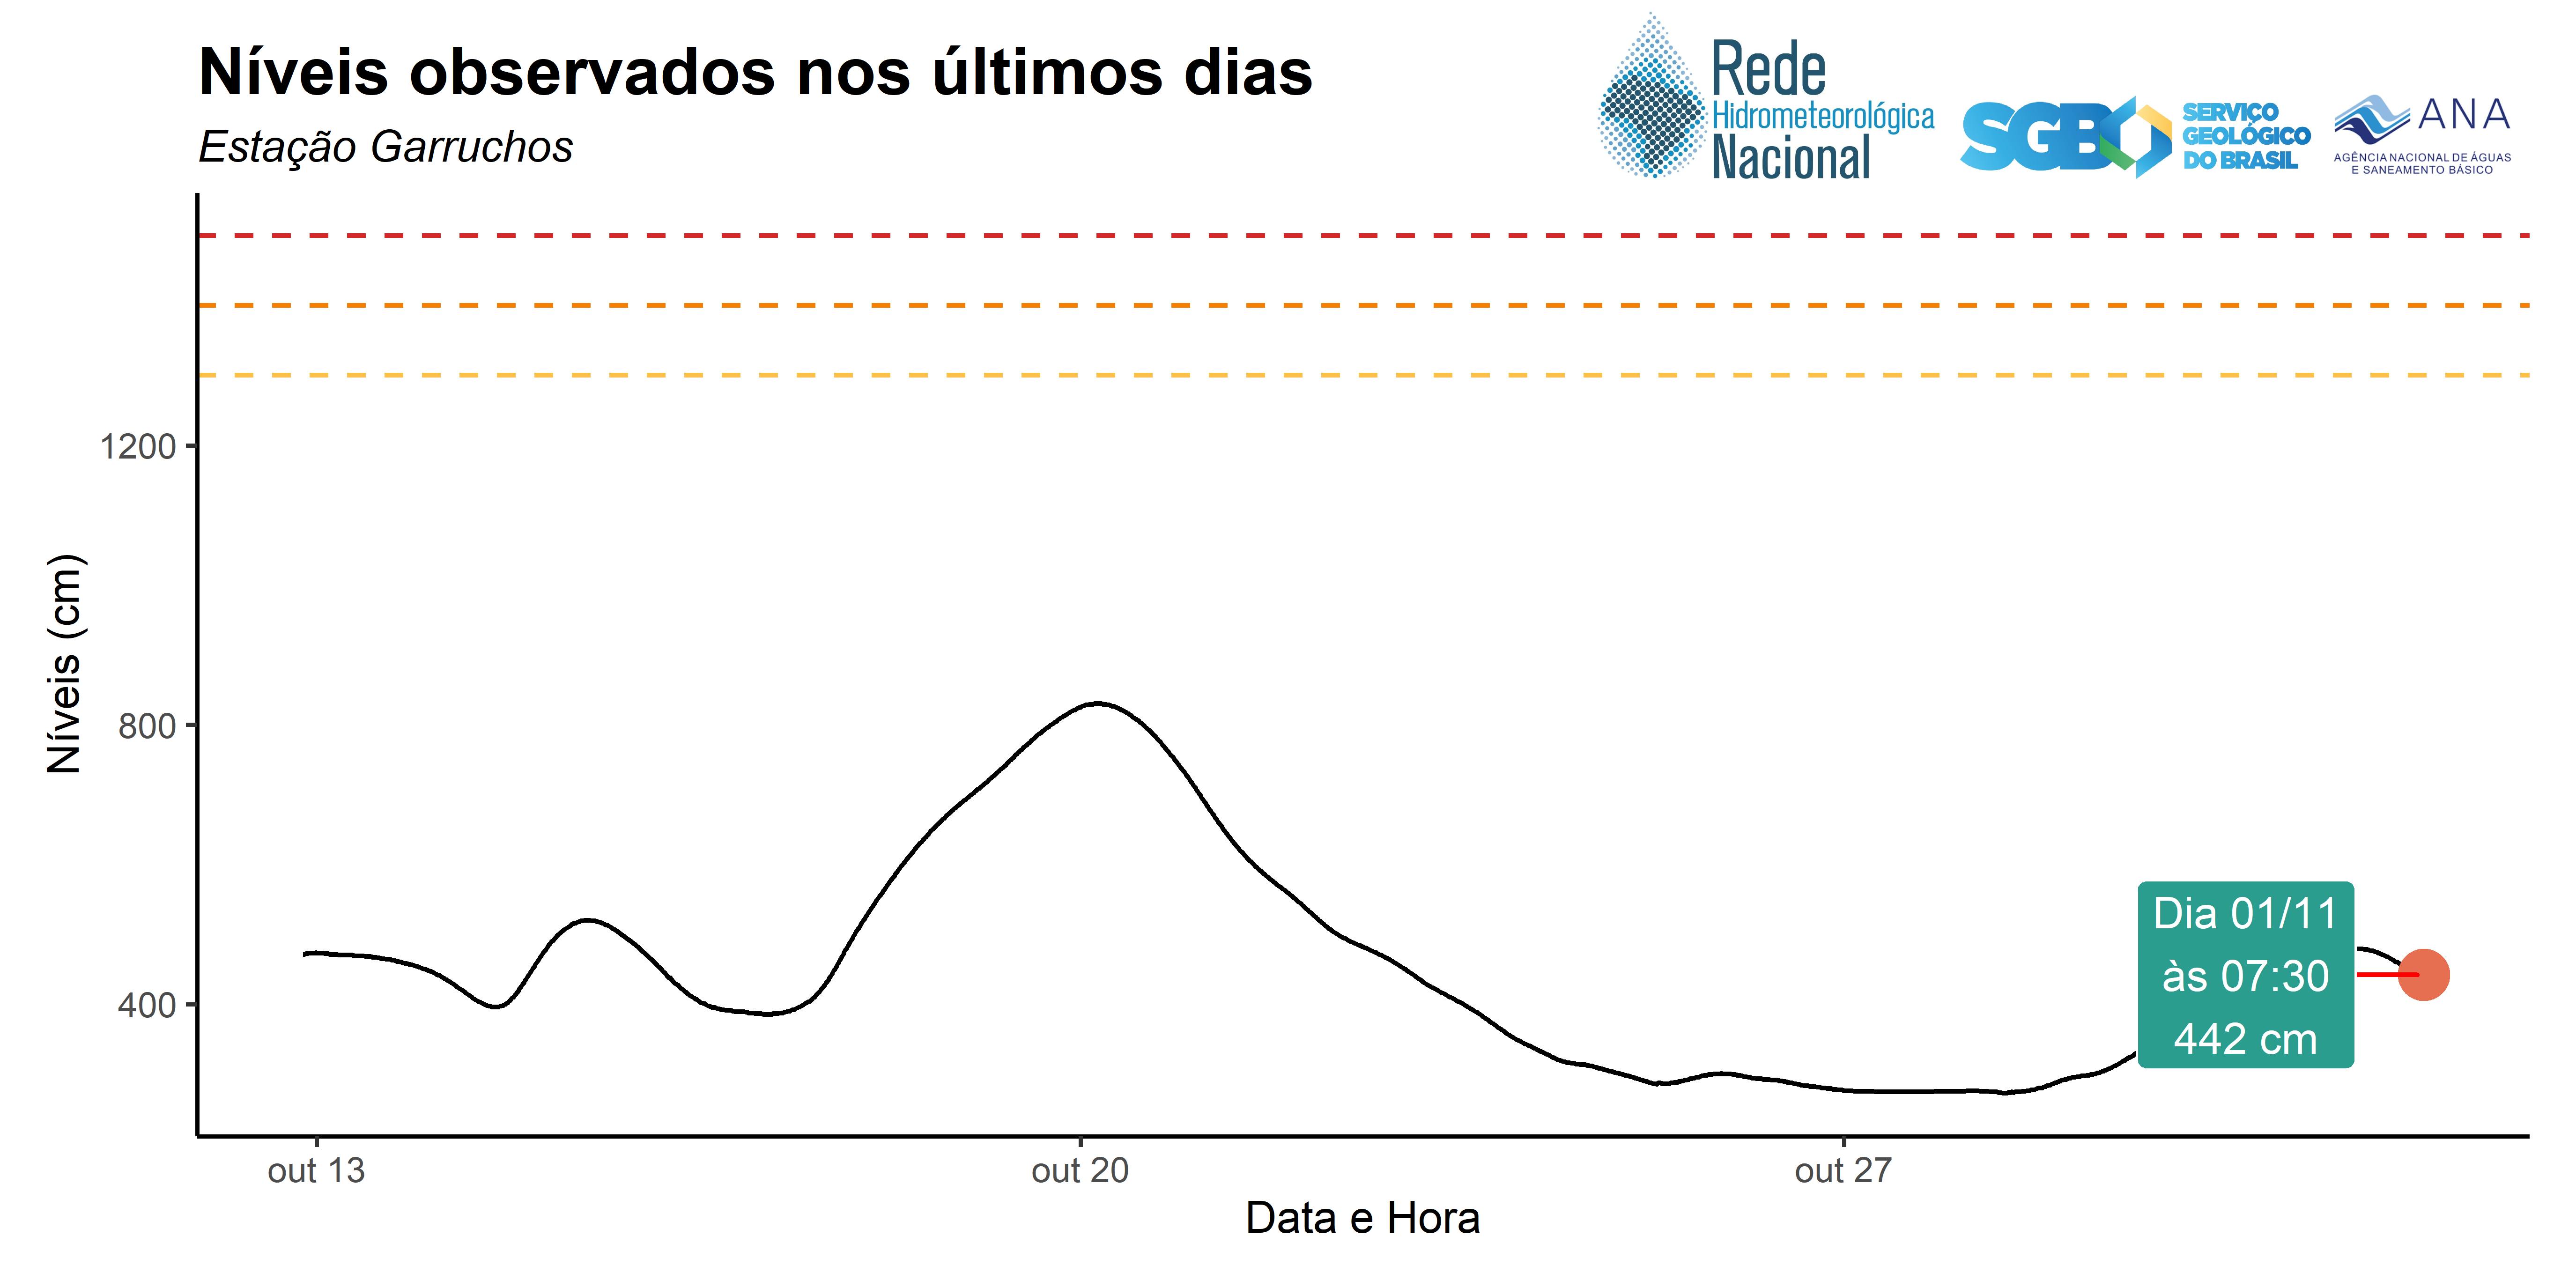 Níveis observados nos últimos dias
Estação Garruchos
Rede
Hidrometeorológica
Nacional
SGB
SERVIÇO
GEOLÓGICO
DO BRASIL
ANA
AGÊNCIA NACIONAL DE ÁGUAS
E SANEAMENTO BÁSICO
Níveis (cm)
1200
800
400
Dia 01/11
às 07:30
442 cm
out 13
out 20
out 27
Data e Hora